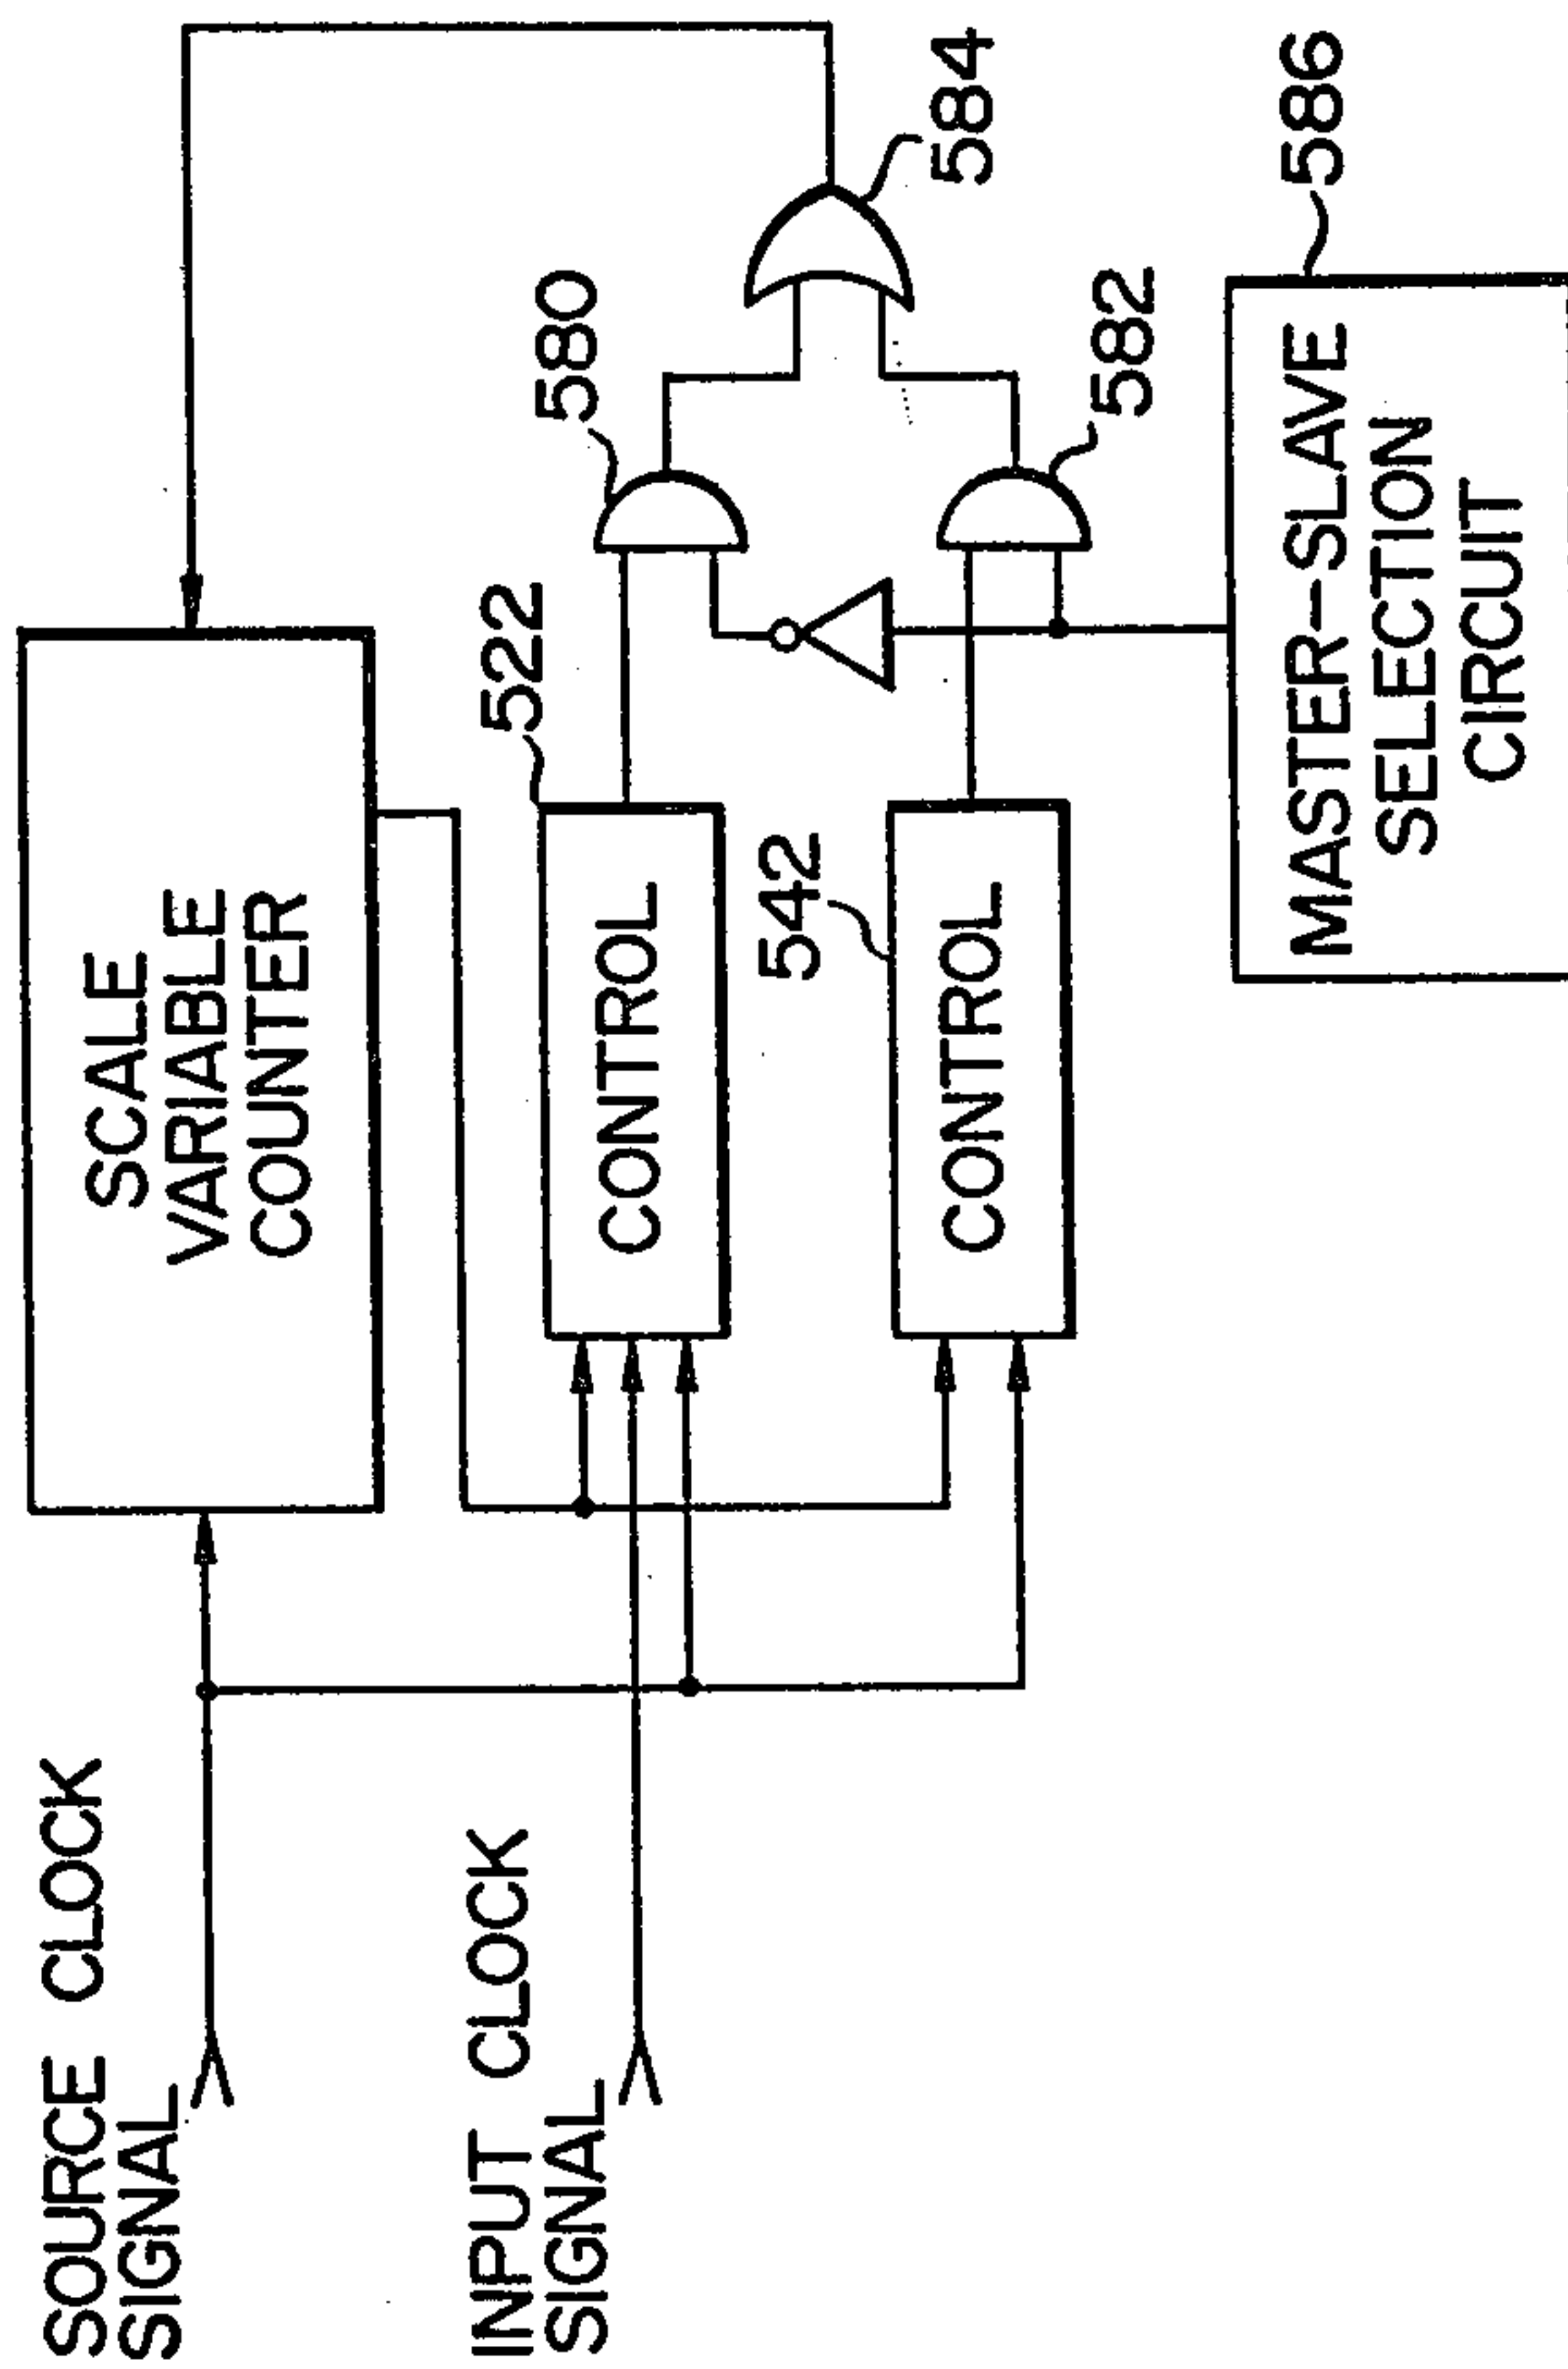 SOURCE CLOCK
SIGNAL
SCALE
VARIABLE
COUNTER
INPUT CLOCK
SIGNAL
CONTROL
522
580
584
CONTROL
542
582
MASTER-SLAVE
SELECTION
CIRCUIT
586